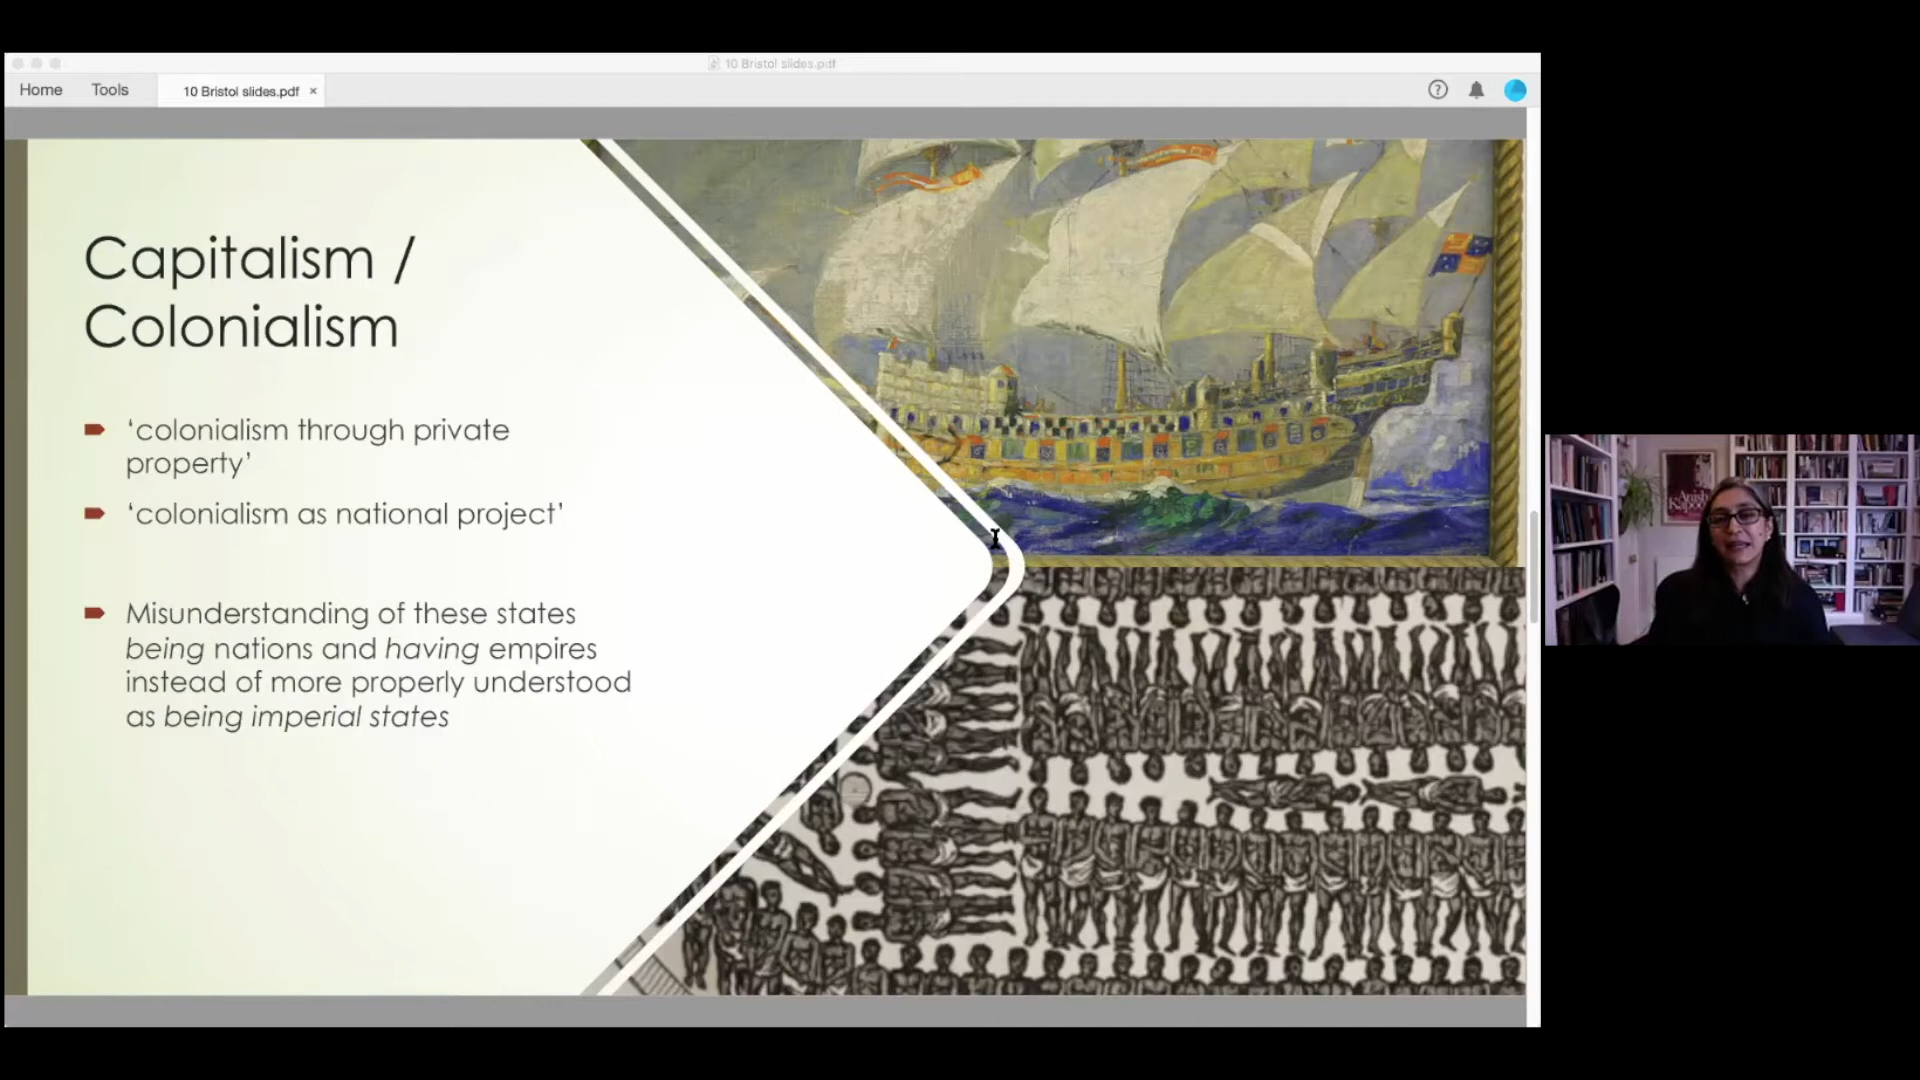 10 Bristol slides.pdf
Home
Tools
10 Bristol slides.pdf ×
Capitalism /
Colonialism
‘colonialism through private
property’
‘colonialism as national project’
Misunderstanding of these states
being nations and having empires
instead of more properly understood
as being imperial states
Anish
Kapoor